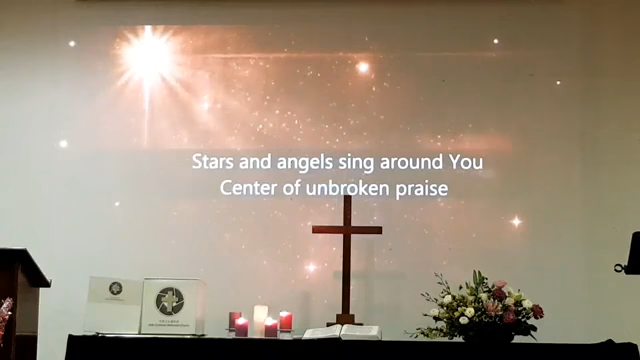 Stars and angels sing around You
Center of unbroken praise